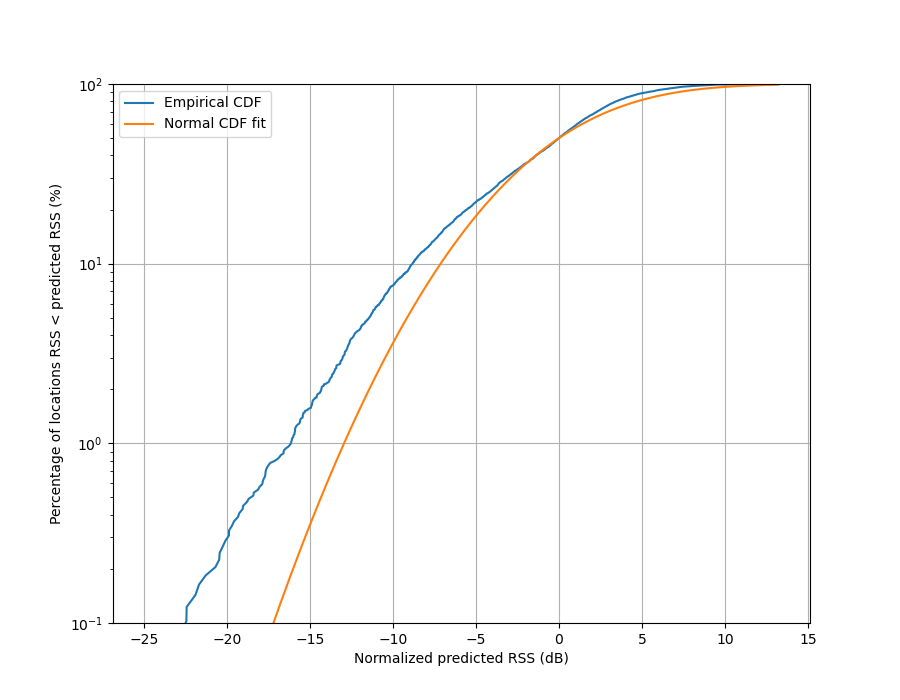 Empirical CDF
Normal CDF fit
Percentage of locations RSS < predicted RSS (%)
10²
10¹
10⁰
10⁻¹
−25 −20 −15 −10 −5 0 5 10 15
Normalized predicted RSS (dB)